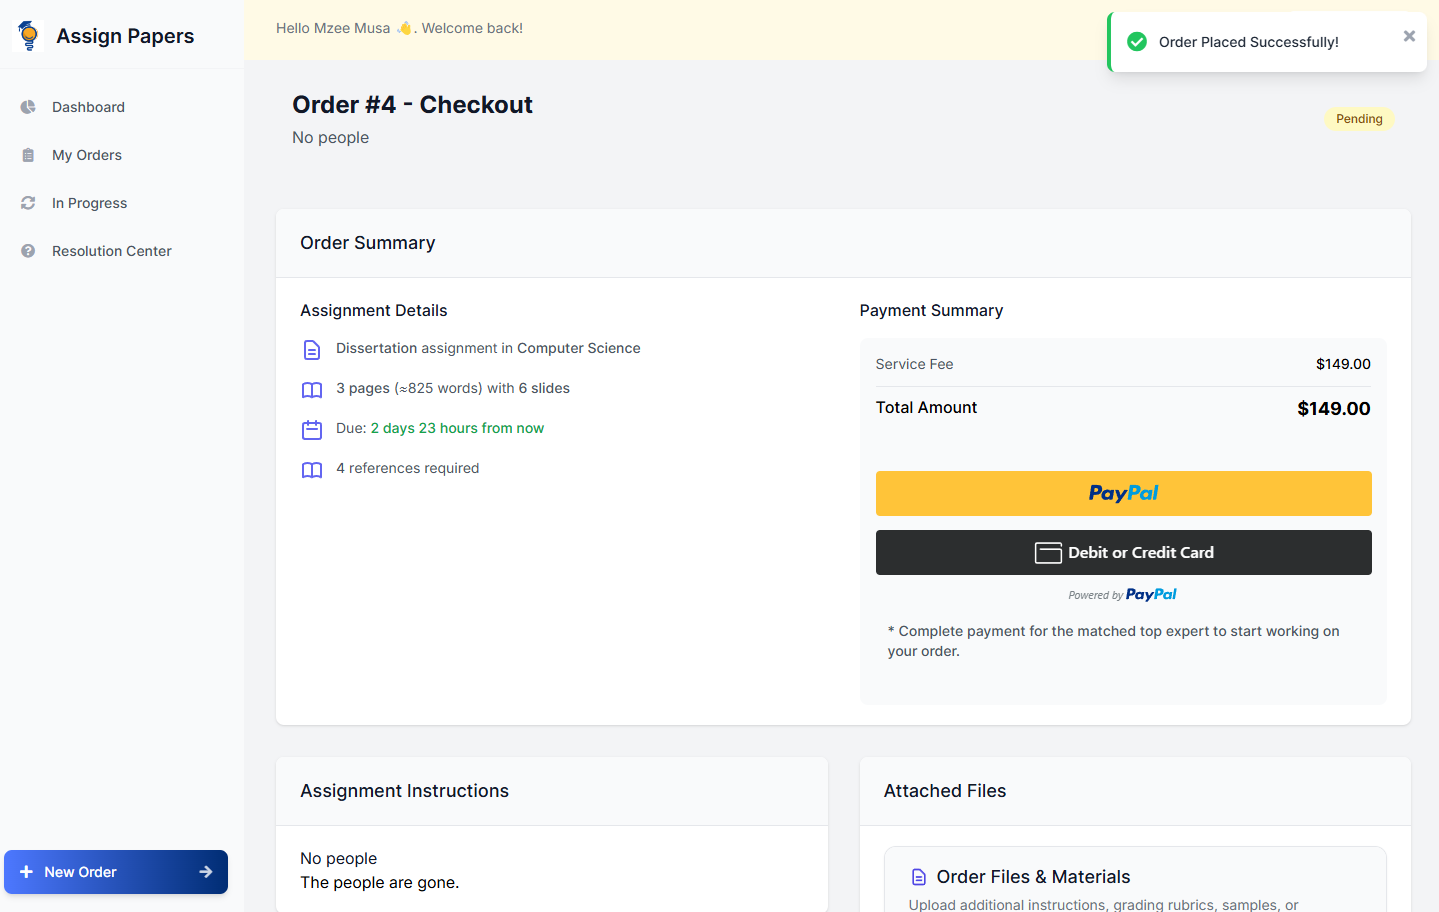 Assign Papers
Hello Mzee Musa 👋. Welcome back!
Order Placed Successfully!
Dashboard
My Orders
In Progress
Resolution Center
New Order
Order #4 - Checkout
No people
Pending
Order Summary
Assignment Details
Dissertation assignment in Computer Science
3 pages (≈825 words) with 6 slides
Due: 2 days 23 hours from now
4 references required
Payment Summary
Service Fee $149.00
Total Amount $149.00
PayPal
Debit or Credit Card
Powered by PayPal
* Complete payment for the matched top expert to start working on
your order.
Assignment Instructions
No people
The people are gone.
Attached Files
Order Files & Materials
Upload additional instructions, grading rubrics, samples, or